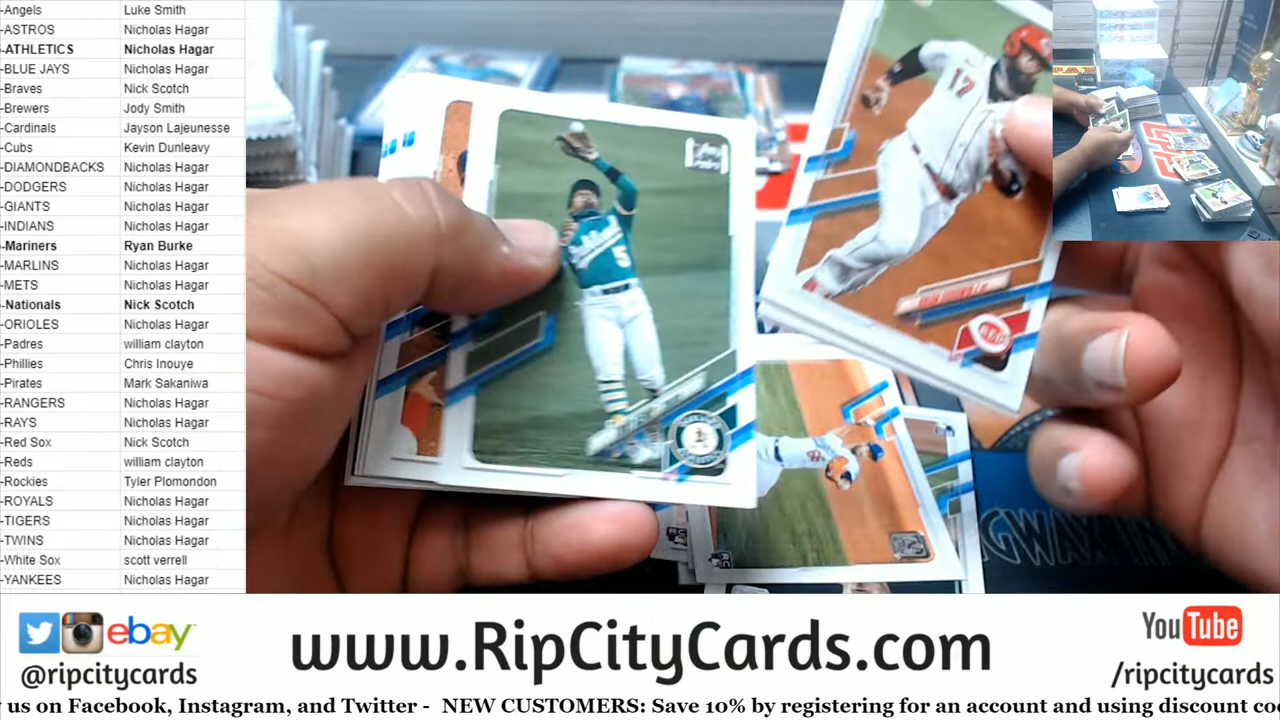 -Angels Luke Smith
-ASTROS Nicholas Hagar
-ATHLETICS Nicholas Hagar
-BLUE JAYS Nicholas Hagar
-Braves Nick Scotch
-Brewers Jody Smith
-Cardinals Jayson Lajeunesse
-Cubs Kevin Dunleavy
-DIAMONDBACKS Nicholas Hagar
-DODGERS Nicholas Hagar
-GIANTS Nicholas Hagar
-INDIANS Nicholas Hagar
-Mariners Ryan Burke
-MARLINS Nicholas Hagar
-METS Nicholas Hagar
-Nationals Nick Scotch
-ORIOLES Nicholas Hagar
-Padres william clayton
-Phillies Chris Inouye
-Pirates Mark Sakaniwa
-RANGERS Nicholas Hagar
-RAYS Nicholas Hagar
-Red Sox Nick Scotch
-Reds william clayton
-Rockies Tyler Plomondon
-ROYALS Nicholas Hagar
-TIGERS Nicholas Hagar
-TWINS Nicholas Hagar
-White Sox scott verrell
-YANKEES Nicholas Hagar
17
5
ebay
@ripcitycards
www.RipCityCards.com
YouTube
/ripcitycards
us on Facebook, Instagram, and Twitter - NEW CUSTOMERS: Save 10% by registering for an account and using discount